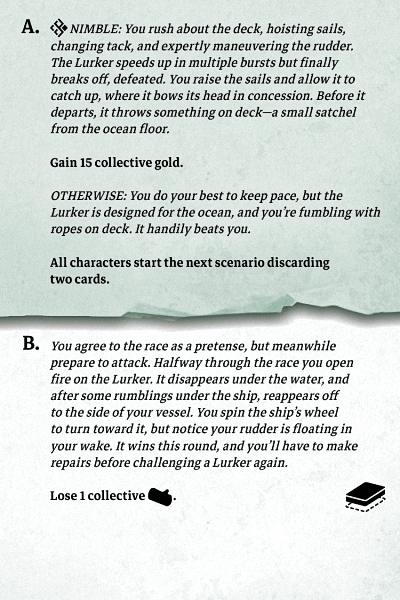 A. NIMBLE: You rush about the deck, hoisting sails,
changing tack, and expertly maneuvering the rudder.
The Lurker speeds up in multiple bursts but finally
breaks off, defeated. You raise the sails and allow it to
catch up, where it bows its head in concession. Before it
departs, it throws something on deck—a small satchel
from the ocean floor.
Gain 15 collective gold.
OTHERWISE: You do your best to keep pace, but the
Lurker is designed for the ocean, and you're fumbling with
ropes on deck. It handily beats you.
All characters start the next scenario discarding
two cards.
B. You agree to the race as a pretense, but meanwhile
prepare to attack. Halfway through the race you open
fire on the Lurker. It disappears under the water, and
after some rumblings under the ship, reappears off
to the side of your vessel. You spin the ship's wheel
to turn toward it, but notice your rudder is floating in
your wake. It wins this round, and you'll have to make
repairs before challenging a Lurker again.
Lose 1 collective .